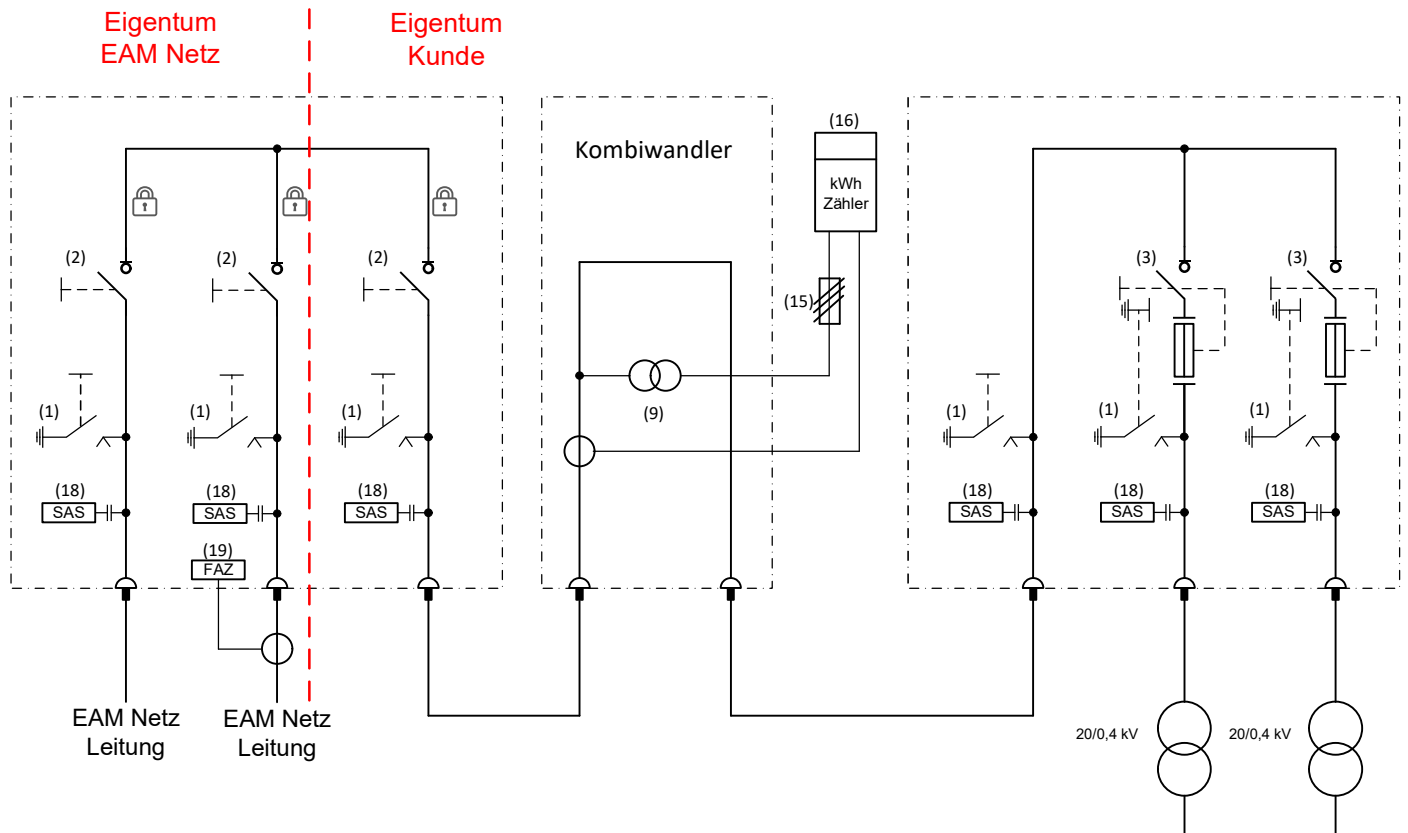 Eigentum
EAM Netz
Eigentum
Kunde
Kombiwandler
(16)
kWh
Zähler
(2)
(2)
(2)
(3)
(3)
(15)
(9)
(1)
(1)
(1)
(1)
(1)
(1)
(18)
SAS
(18)
SAS
(18)
SAS
(18)
SAS
(18)
SAS
(18)
SAS
(19)
FAZ
EAM Netz
Leitung
EAM Netz
Leitung
20/0,4 kV
20/0,4 kV